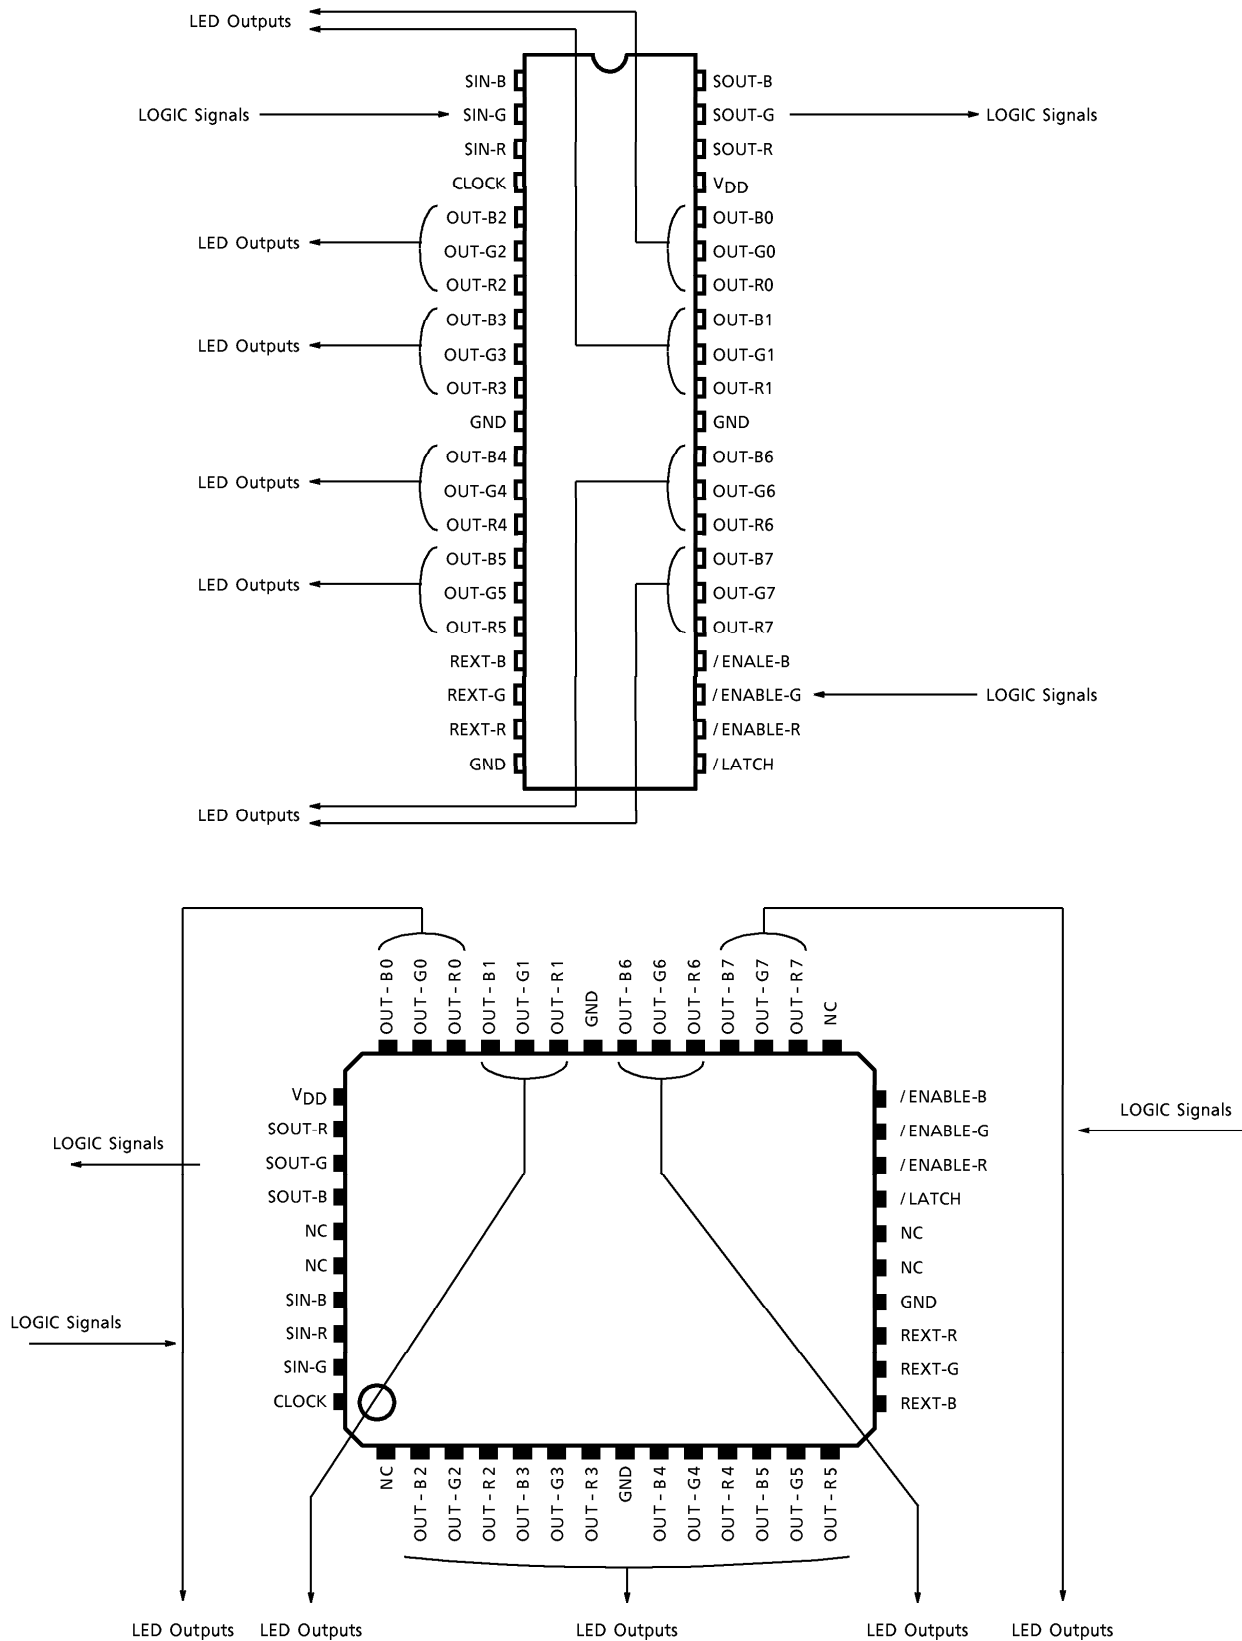 LED Outputs
SIN-B
SOUT-B
LOGIC Signals
SIN-G
SOUT-G
LOGIC Signals
SIN-R
SOUT-R
CLOCK
VDD
OUT-B2
OUT-B0
LED Outputs
OUT-G2
OUT-G0
OUT-R2
OUT-R0
OUT-B3
OUT-B1
LED Outputs
OUT-G3
OUT-G1
OUT-R3
OUT-R1
GND
GND
OUT-B4
OUT-B6
LED Outputs
OUT-G4
OUT-G6
OUT-R4
OUT-R6
OUT-B5
OUT-B7
LED Outputs
OUT-G5
OUT-G7
OUT-R5
OUT-R7
REXT-B
/ENALE-B
REXT-G
/ENABLE-G
LOGIC Signals
REXT-R
/ENABLE-R
GND
/LATCH
LED Outputs
OUT-B0
OUT-G0
OUT-R0
OUT-B1
OUT-G1
OUT-R1
GND
OUT-B6
OUT-G6
OUT-R6
OUT-B7
OUT-G7
OUT-R7
NC
VDD
/ENABLE-B
LOGIC Signals
SOUT-R
/ENABLE-G
LOGIC Signals
SOUT-G
/ENABLE-R
SOUT-B
/LATCH
NC
NC
NC
NC
SIN-B
GND
LOGIC Signals
SIN-R
REXT-R
SIN-G
REXT-G
CLOCK
REXT-B
NC
OUT-B2
OUT-G2
OUT-R2
OUT-B3
OUT-G3
OUT-R3
GND
OUT-B4
OUT-G4
OUT-R4
OUT-B5
OUT-G5
OUT-R5
LED Outputs
LED Outputs
LED Outputs
LED Outputs
LED Outputs